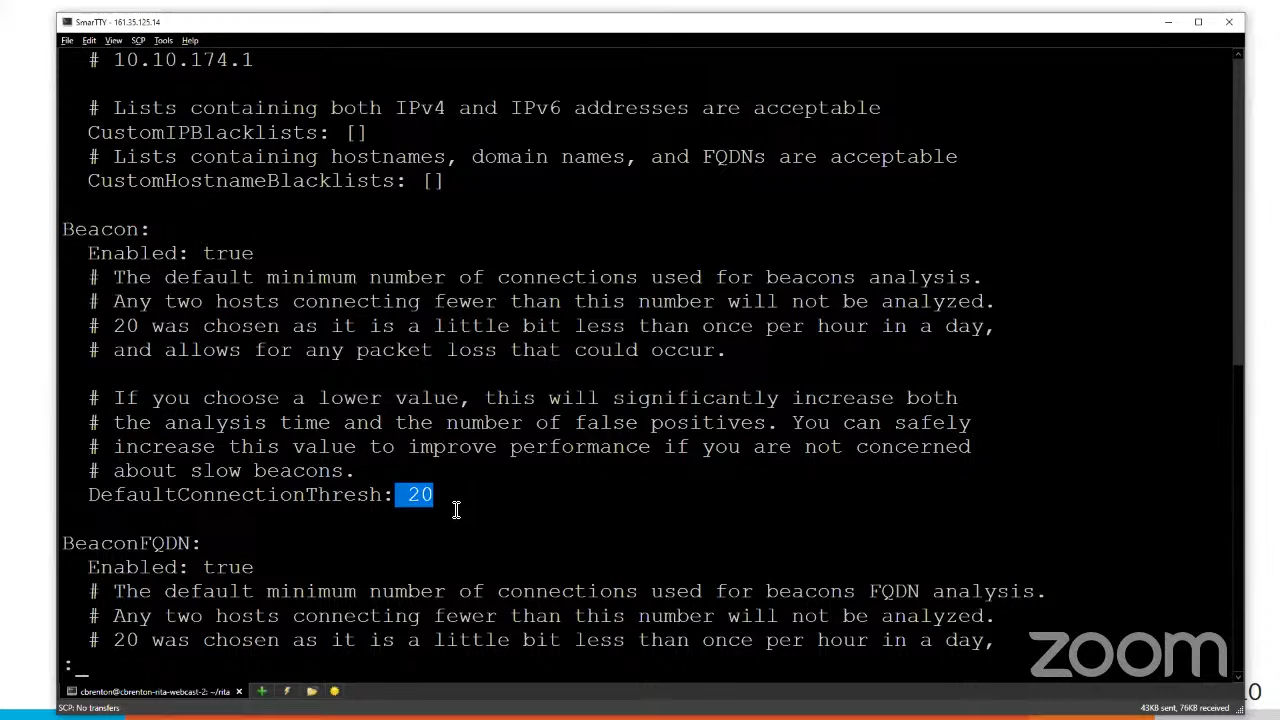 SmarTTY - 161.35.125.14
File Edit View SCP Tools Help
# 10.10.174.1
# Lists containing both IPv4 and IPv6 addresses are acceptable
CustomIPBlacklists: []
# Lists containing hostnames, domain names, and FQDNs are acceptable
CustomHostnameBlacklists: []
Beacon:
Enabled: true
# The default minimum number of connections used for beacons analysis.
# Any two hosts connecting fewer than this number will not be analyzed.
# 20 was chosen as it is a little bit less than once per hour in a day,
# and allows for any packet loss that could occur.
# If you choose a lower value, this will significantly increase both
# the analysis time and the number of false positives. You can safely
# increase this value to improve performance if you are not concerned
# about slow beacons.
DefaultConnectionThresh: 20
BeaconFQDN:
Enabled: true
# The default minimum number of connections used for beacons FQDN analysis.
# Any two hosts connecting fewer than this number will not be analyzed.
# 20 was chosen as it is a little bit less than once per hour in a day,
:_
zoom
cbrenton@cbrenton-rita-webcast-2: ~/rita
SCP: No transfers
43KB sent, 76KB received